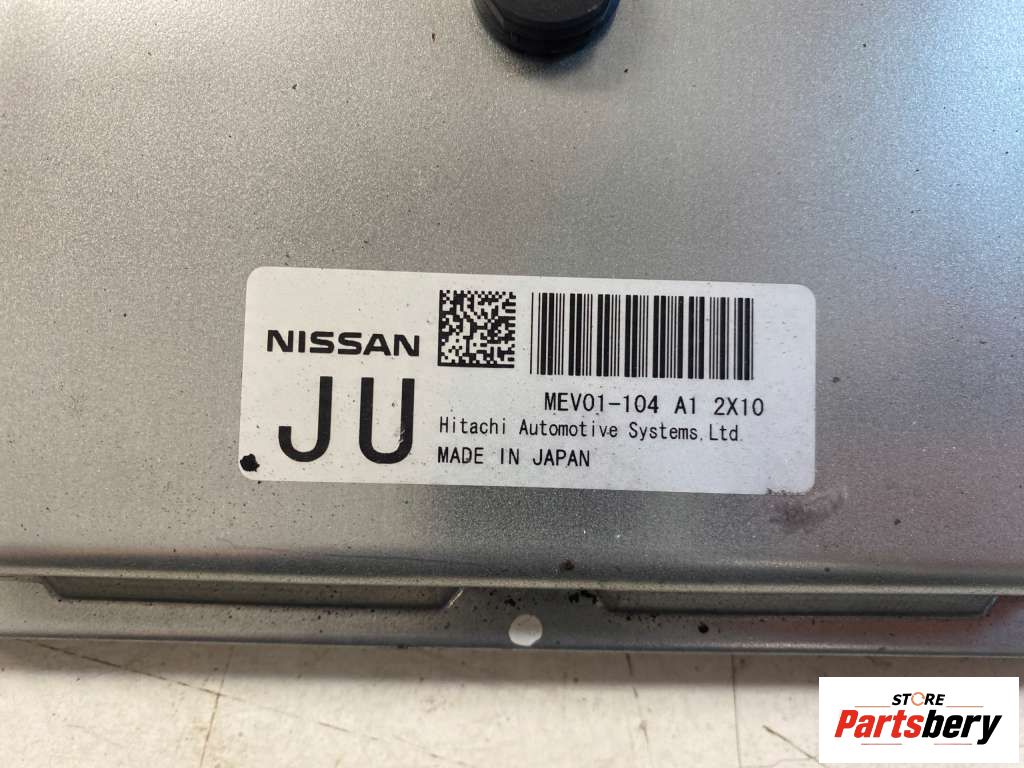 NISSAN
JU
MEV01-104 A1 2X10
Hitachi Automotive Systems,Ltd.
MADE IN JAPAN
STORE
Partsbery